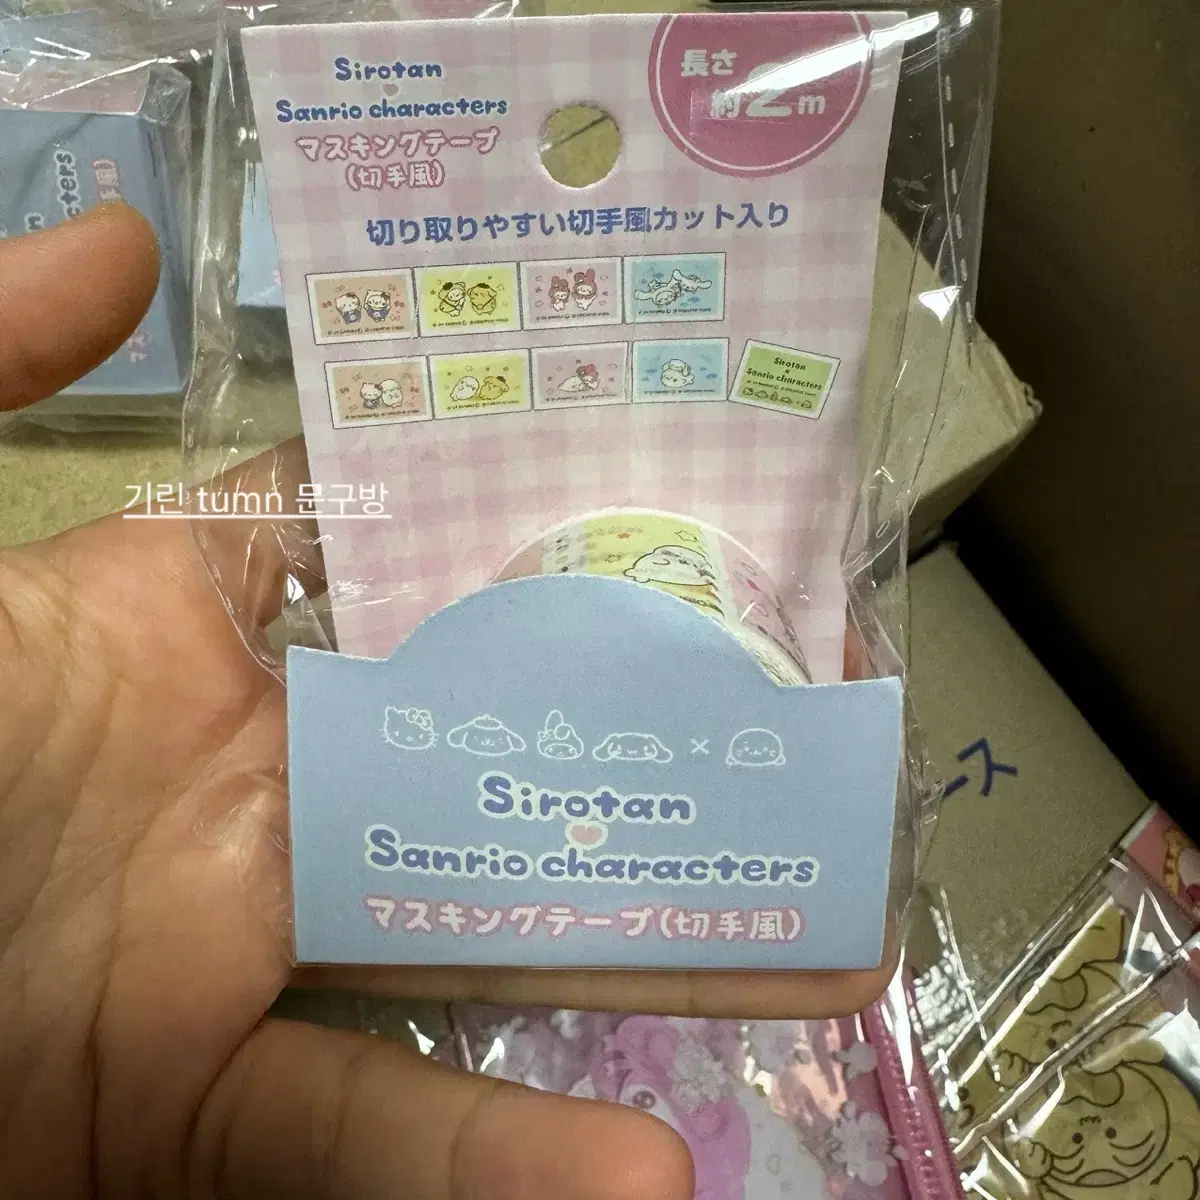 Sirotan
Sanrio characters
マスキングテープ
(切手風)
長さ
約2m
切り取りやすい切手風カット入り
Sirotan
Sanrio characters
기린 tumn 문구방
×
Sirotan
Sanrio characters
マスキングテープ(切手風)
ース